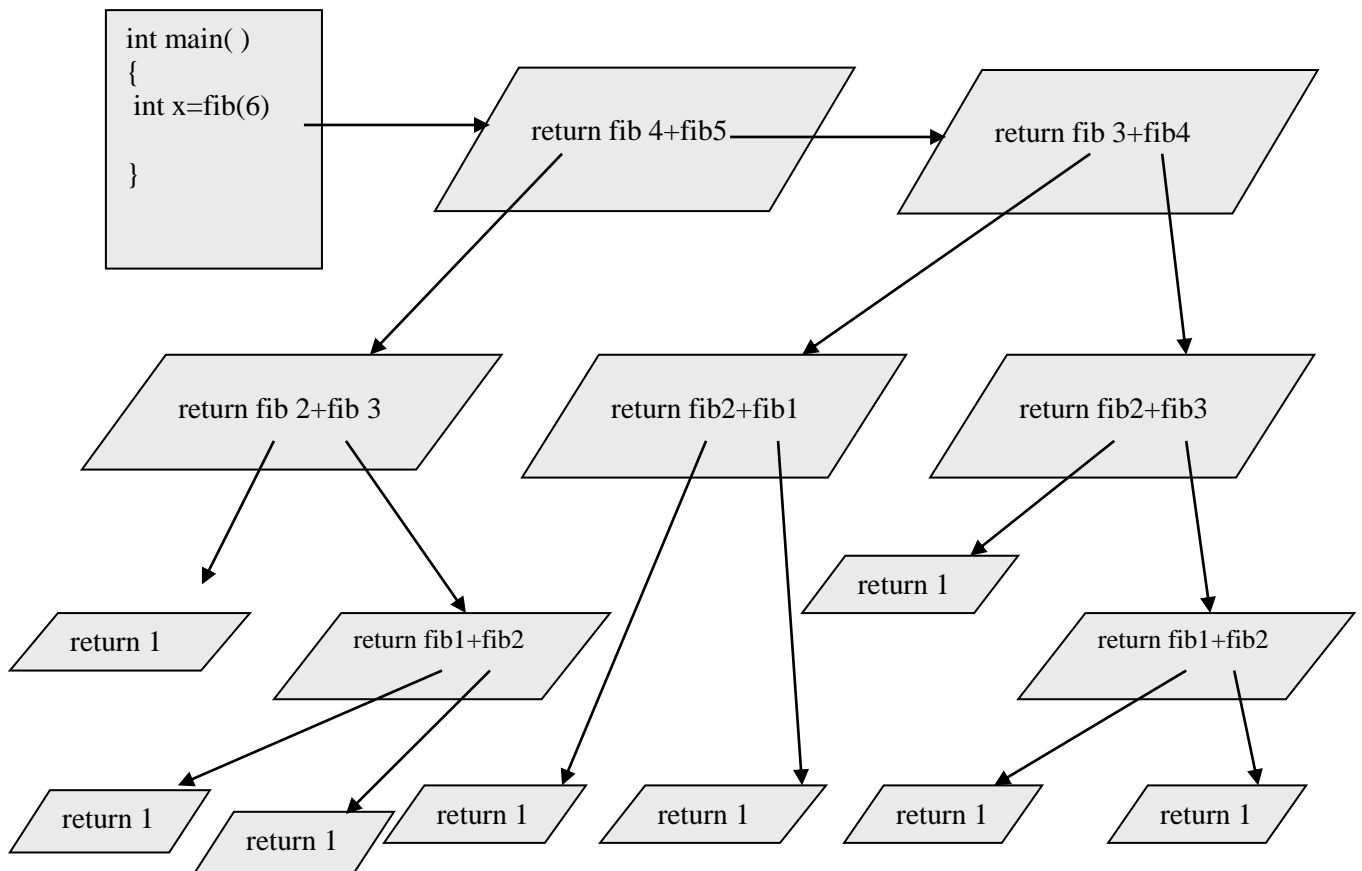 int main( )
{
int x=fib(6)
}
return fib 4+fib5
return fib 3+fib4
return fib 2+fib 3
return fib2+fib1
return fib2+fib3
return 1
return 1
return fib1+fib2
return fib1+fib2
return 1
return 1
return 1
return 1
return 1
return 1